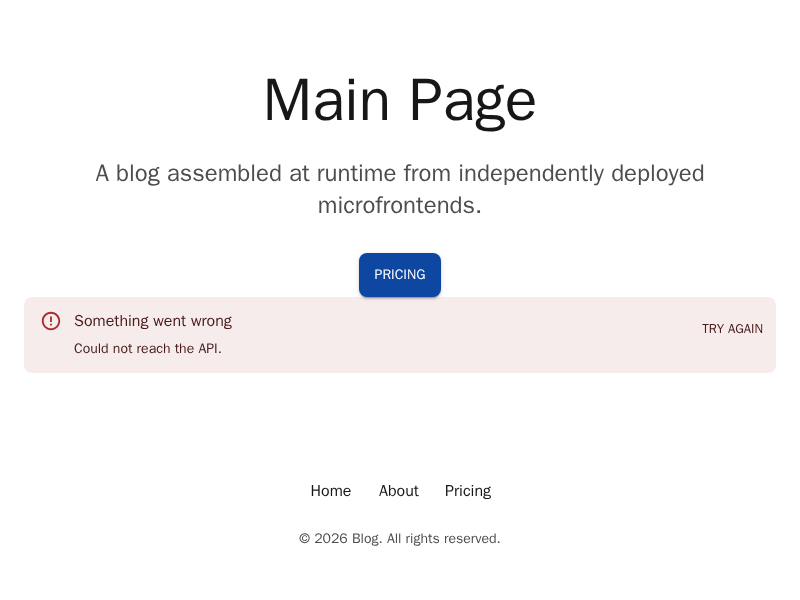 Main Page
A blog assembled at runtime from independently deployed
microfrontends.
PRICING
Something went wrong
Could not reach the API.
TRY AGAIN
Home About Pricing
© 2026 Blog. All rights reserved.